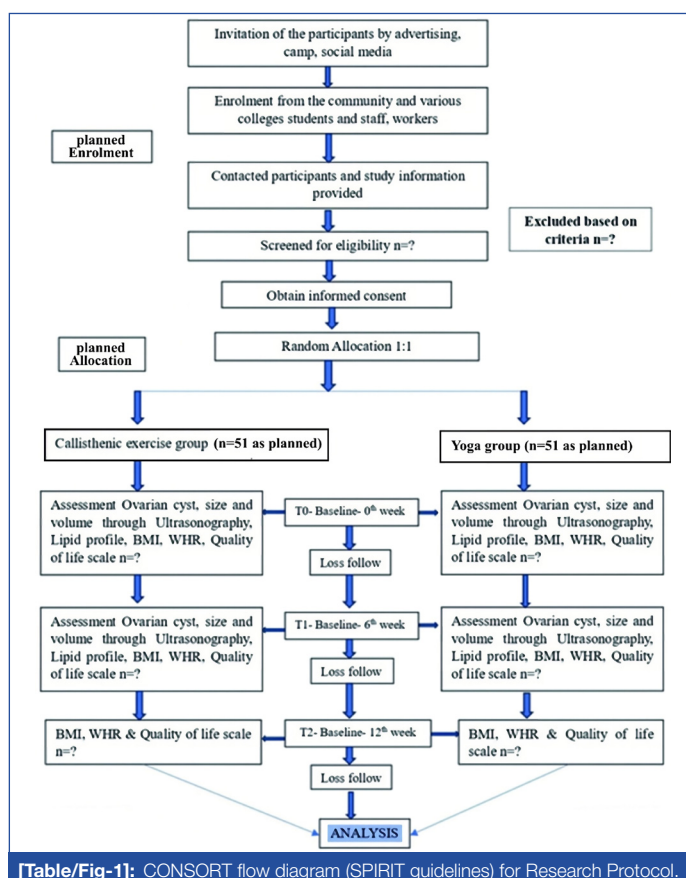 Invitation of the participants by advertising,
camp, social media
Enrolment from the community and various
colleges students and staff, workers
planned
Enrolment
Contacted participants and study information
provided
Excluded based on
criteria n=?
Screened for eligibility n=?
Obtain informed consent
planned
Allocation
Random Allocation 1:1
Callisthenic exercise group (n=51 as planned)
Yoga group (n=51 as planned)
Assessment Ovarian cyst, size and
volume through Ultrasonography,
Lipid profile, BMI, WHR, Quality
of life scale n=?
T0- Baseline- 0th week
Assessment Ovarian cyst, size and
volume through Ultrasonography,
Lipid profile, BMI, WHR, Quality
of life scale n=?
Loss follow
Assessment Ovarian cyst, size and
volume through Ultrasonography,
Lipid profile, BMI, WHR, Quality
of life scale n=?
T1- Baseline- 6th week
Assessment Ovarian cyst, size and
volume through Ultrasonography,
Lipid profile, BMI, WHR, Quality
of life scale n=?
Loss follow
BMI, WHR & Quality of life scale
n=?
T2- Baseline- 12th week
BMI, WHR & Quality of life
scale n=?
Loss follow
ANALYSIS
[Table/Fig-1]: CONSORT flow diagram (SPIRIT guidelines) for Research Protocol.